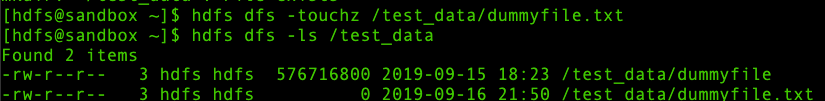 [hdfs@sandbox ~]$ hdfs dfs -touchz /test_data/dummyfile.txt
[hdfs@sandbox ~]$ hdfs dfs -ls /test_data
Found 2 items
-rw-r--r--   3 hdfs hdfs  576716800 2019-09-15 18:23 /test_data/dummyfile
-rw-r--r--   3 hdfs hdfs          0 2019-09-16 21:50 /test_data/dummyfile.txt